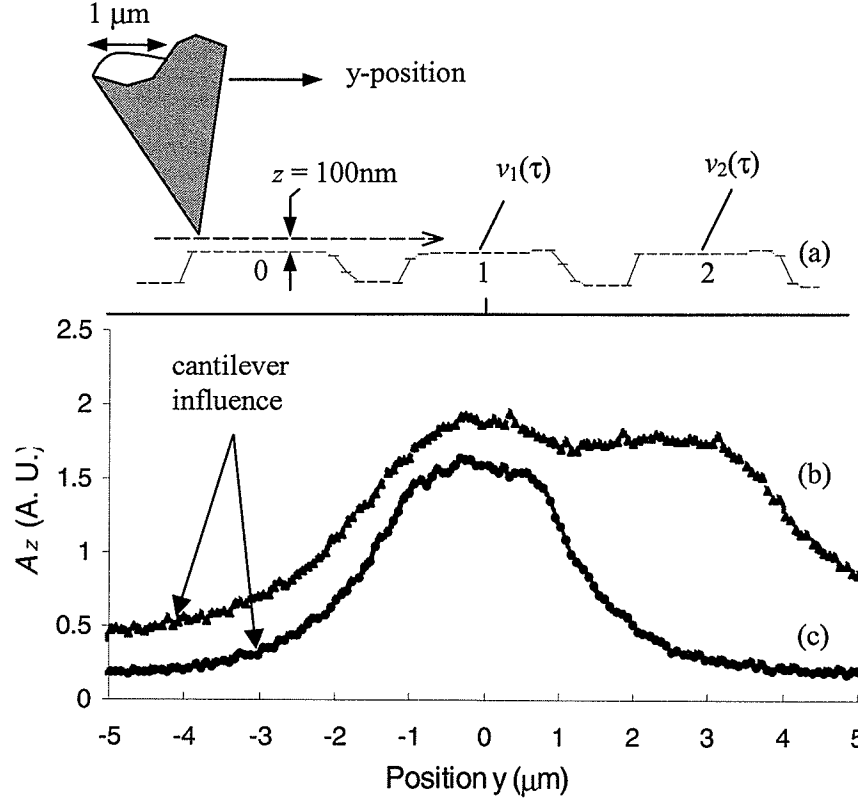 1 μm
y-position
z = 100nm
v₁(τ)
v₂(τ)
0
1
2
(a)
2.5
2
1.5
1
0.5
0
A z (A. U.)
cantilever
influence
(b)
(c)
-5 -4 -3 -2 -1 0 1 2 3 4 5
Position y (μm)